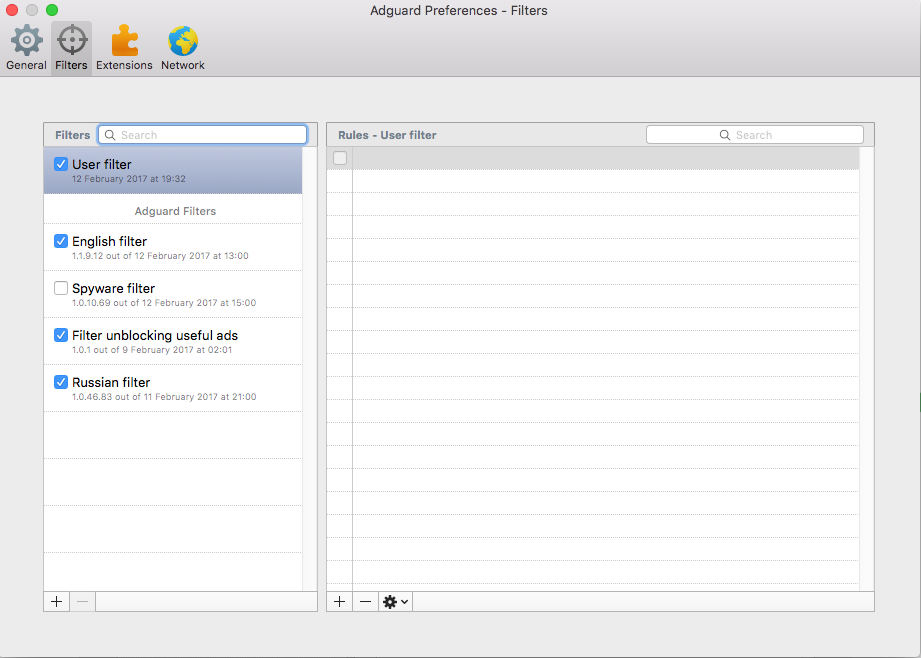 Adguard Preferences - Filters
General Filters Extensions Network
Filters Search
User filter
12 February 2017 at 19:32
Adguard Filters
English filter
1.1.9.12 out of 12 February 2017 at 13:00
Spyware filter
1.0.10.69 out of 12 February 2017 at 15:00
Filter unblocking useful ads
1.0.1 out of 9 February 2017 at 02:01
Russian filter
1.0.46.83 out of 11 February 2017 at 21:00
Rules - User filter Search